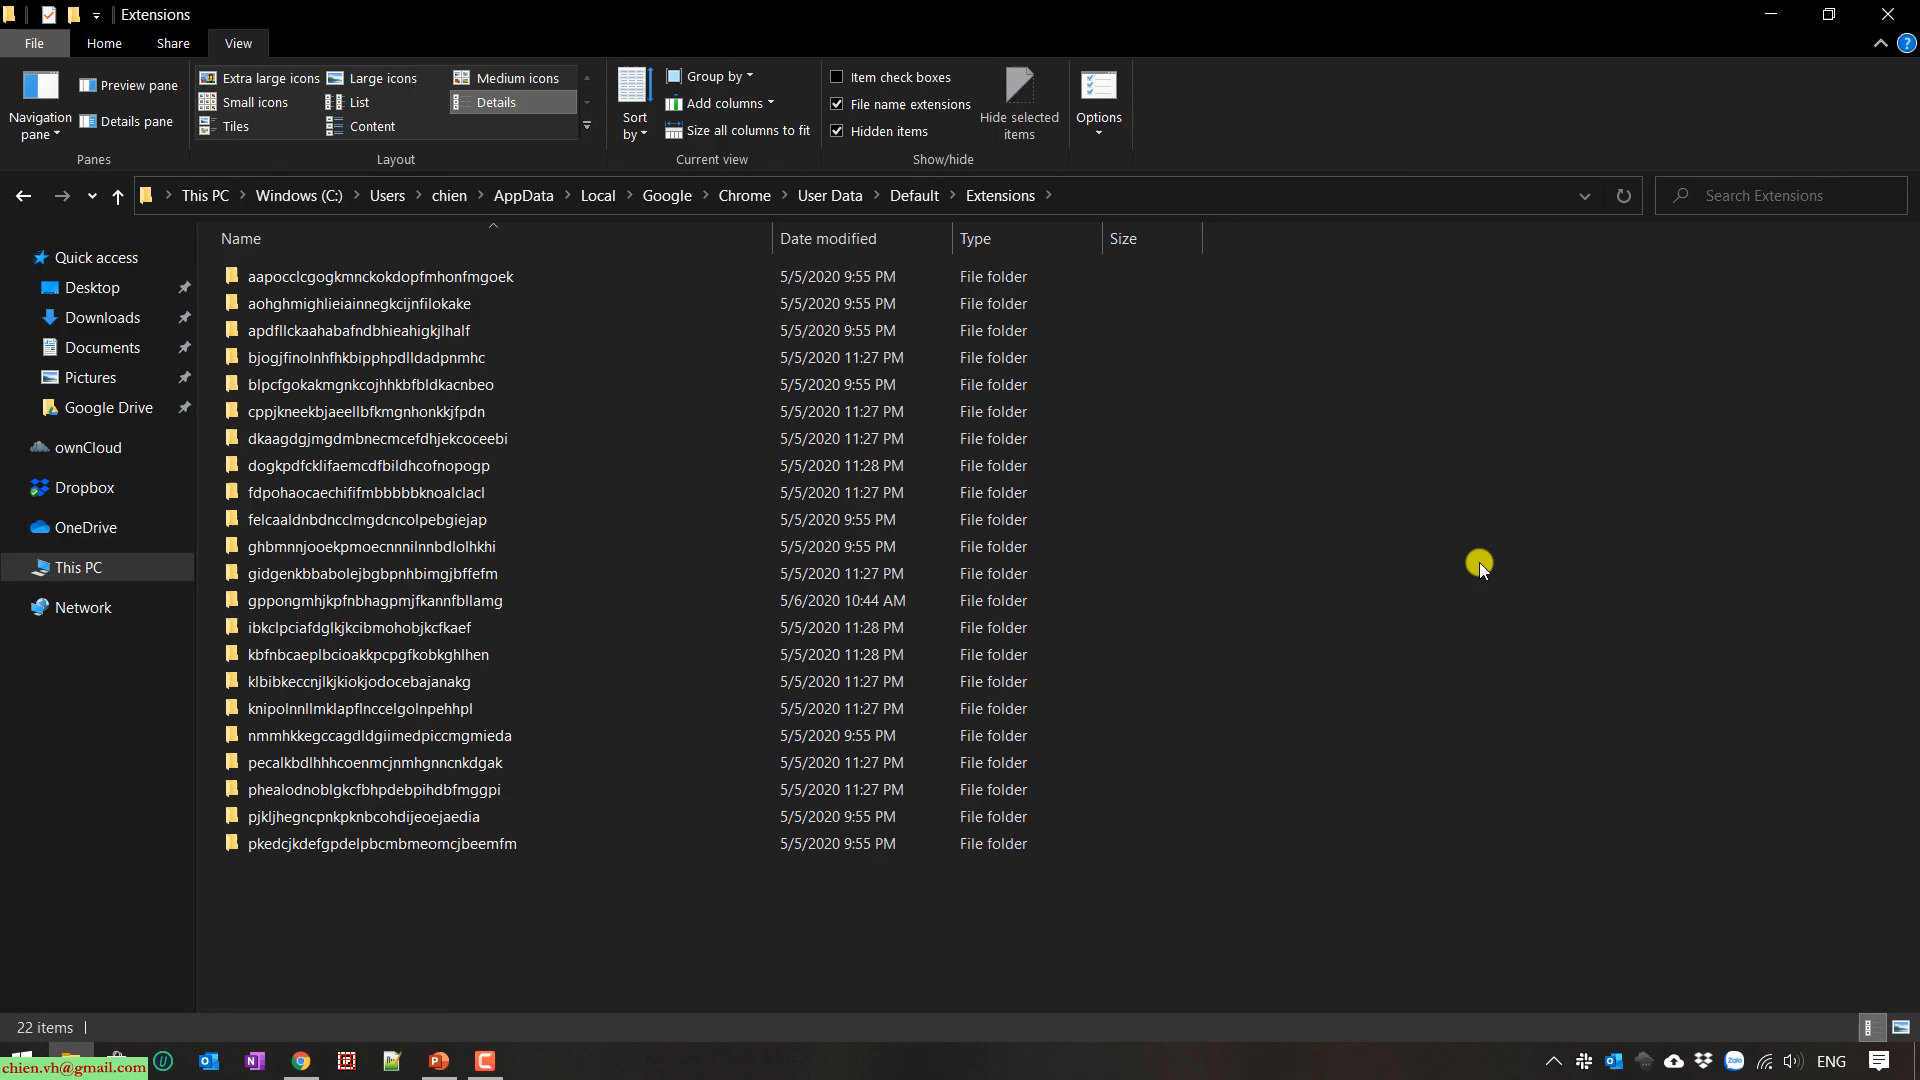 Extensions
File Home Share View
Navigation pane
Preview pane
Details pane
Panes
Extra large icons Large icons Medium icons
Small icons List Details
Tiles Content
Layout
Sort by
Group by
Add columns
Size all columns to fit
Current view
Item check boxes
File name extensions
Hidden items
Hide selected items
Show/hide
Options
This PC > Windows (C:) > Users > chien > AppData > Local > Google > Chrome > User Data > Default > Extensions >
Search Extensions
Quick access
Desktop
Downloads
Documents
Pictures
Google Drive
ownCloud
Dropbox
OneDrive
This PC
Network
Name Date modified Type Size
aapocclcgogkmnckokdopfmhonfmgoek 5/5/2020 9:55 PM File folder
aohghmighlieiainnegkcijnfilokake 5/5/2020 9:55 PM File folder
apdfllckaahabafndbhieahigkjlhalf 5/5/2020 9:55 PM File folder
bjogjfinolnhfhkbipphpdlldadpnmhc 5/5/2020 11:27 PM File folder
blpcfgokakmgnkcojhhkbfbldkacnbeo 5/5/2020 9:55 PM File folder
cppjkneekbjaeellbfkmgnhonkkjfpdn 5/5/2020 11:27 PM File folder
dkaagdgjmgdmbnecmcefdhjekcoceebi 5/5/2020 11:27 PM File folder
dogkpdfcklifaemcdfbildhcofnopogp 5/5/2020 11:28 PM File folder
fdpohaocaechififmbbbbbknoalclacl 5/5/2020 11:27 PM File folder
felcaaldnbdncclmgdcncolpebgiejap 5/5/2020 9:55 PM File folder
ghbmnnjooekpmoecnnnilnnbdlolhkhi 5/5/2020 9:55 PM File folder
gidgenkbbabolejbgbpnhbimgjbffefm 5/5/2020 11:27 PM File folder
gppongmhjkpfnbhagpmjfkannfbllamg 5/6/2020 10:44 AM File folder
ibkclpciafdglkjkcibmohobjkcfkaef 5/5/2020 11:28 PM File folder
kbfnbcaeplbcioakkpcpgfkobkghlhen 5/5/2020 11:28 PM File folder
klbibkeccnjlkjkiokjodocebajanakg 5/5/2020 11:27 PM File folder
knipolnnllmklapflnccelgolnpehhpl 5/5/2020 11:27 PM File folder
nmmhkkegccagdldgiimedpiccmgmieda 5/5/2020 9:55 PM File folder
pecalkbdlhhhcoenmcjnmhgnncnkdgak 5/5/2020 11:27 PM File folder
phealodnoblgkcfbhpdebpihdbfmggpi 5/5/2020 11:27 PM File folder
pjkljhegncpnkpknbcohdijeoejaedia 5/5/2020 9:55 PM File folder
pkedcjkdefgpdelpbcmbmeomcjbeemfm 5/5/2020 9:55 PM File folder
22 items
chien.vh@gmail.com
ENG